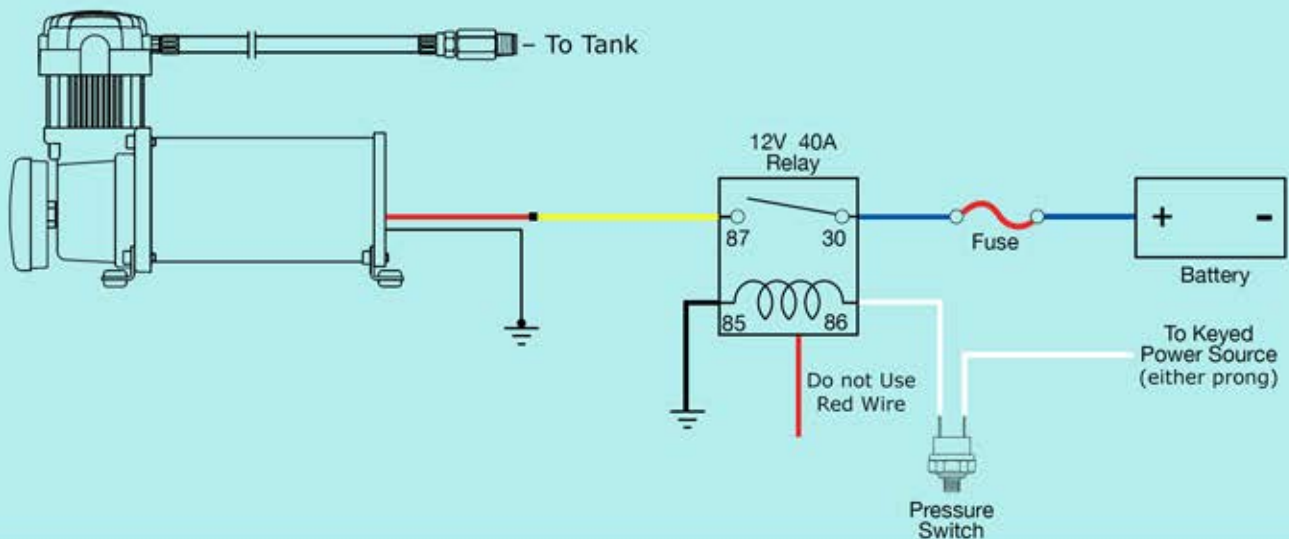 – To Tank
12V 40A
Relay
87
30
Fuse
+
-
Battery
85
86
Do not Use
Red Wire
To Keyed
Power Source
(either prong)
Pressure
Switch